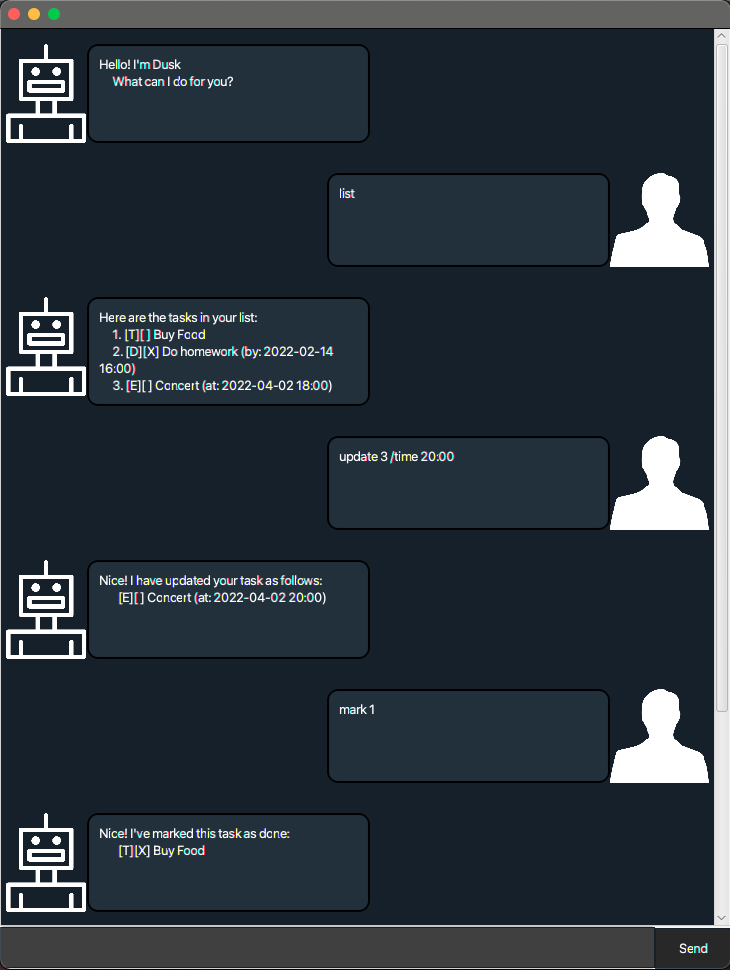 Hello! I'm Dusk
What can I do for you?
list
Here are the tasks in your list:
1. [T][ ] Buy Food
2. [D][X] Do homework (by: 2022-02-14
16:00)
3. [E][ ] Concert (at: 2022-04-02 18:00)
update 3 /time 20:00
Nice! I have updated your task as follows:
[E][ ] Concert (at: 2022-04-02 20:00)
mark 1
Nice! I've marked this task as done:
[T][X] Buy Food
Send